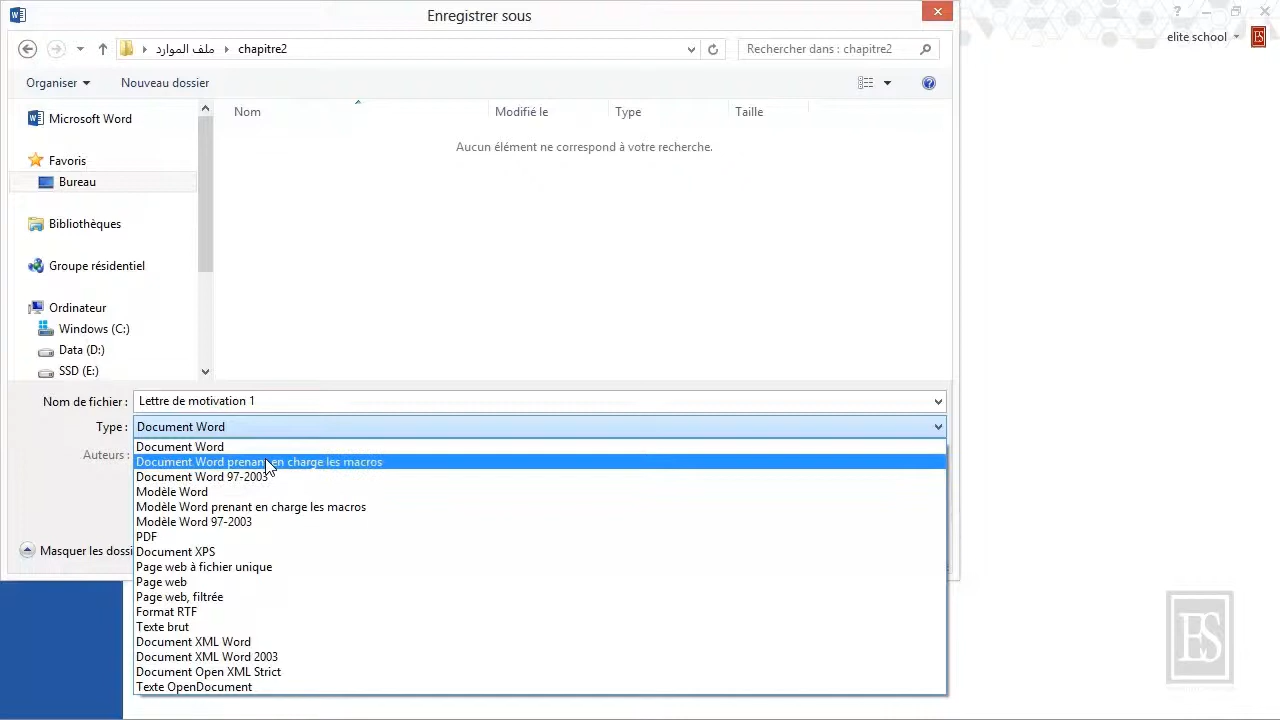 Enregistrer sous
elite school
ملف الموارد
chapitre2
Rechercher dans : chapitre2
Organiser
Nouveau dossier
Microsoft Word
Favoris
Bureau
Bibliothèques
Groupe résidentiel
Ordinateur
Windows (C:)
Data (D:)
SSD (E:)
Nom
Modifié le
Type
Taille
Aucun élément ne correspond à votre recherche.
Nom de fichier :
Lettre de motivation 1
Type :
Document Word
Auteurs :
Document Word
Document Word prenant en charge les macros
Document Word 97-2003
Modèle Word
Modèle Word prenant en charge les macros
Modèle Word 97-2003
PDF
Document XPS
Page web à fichier unique
Page web
Page web, filtrée
Format RTF
Texte brut
Document XML Word
Document XML Word 2003
Document Open XML Strict
Texte OpenDocument
Masquer les dossi
ES